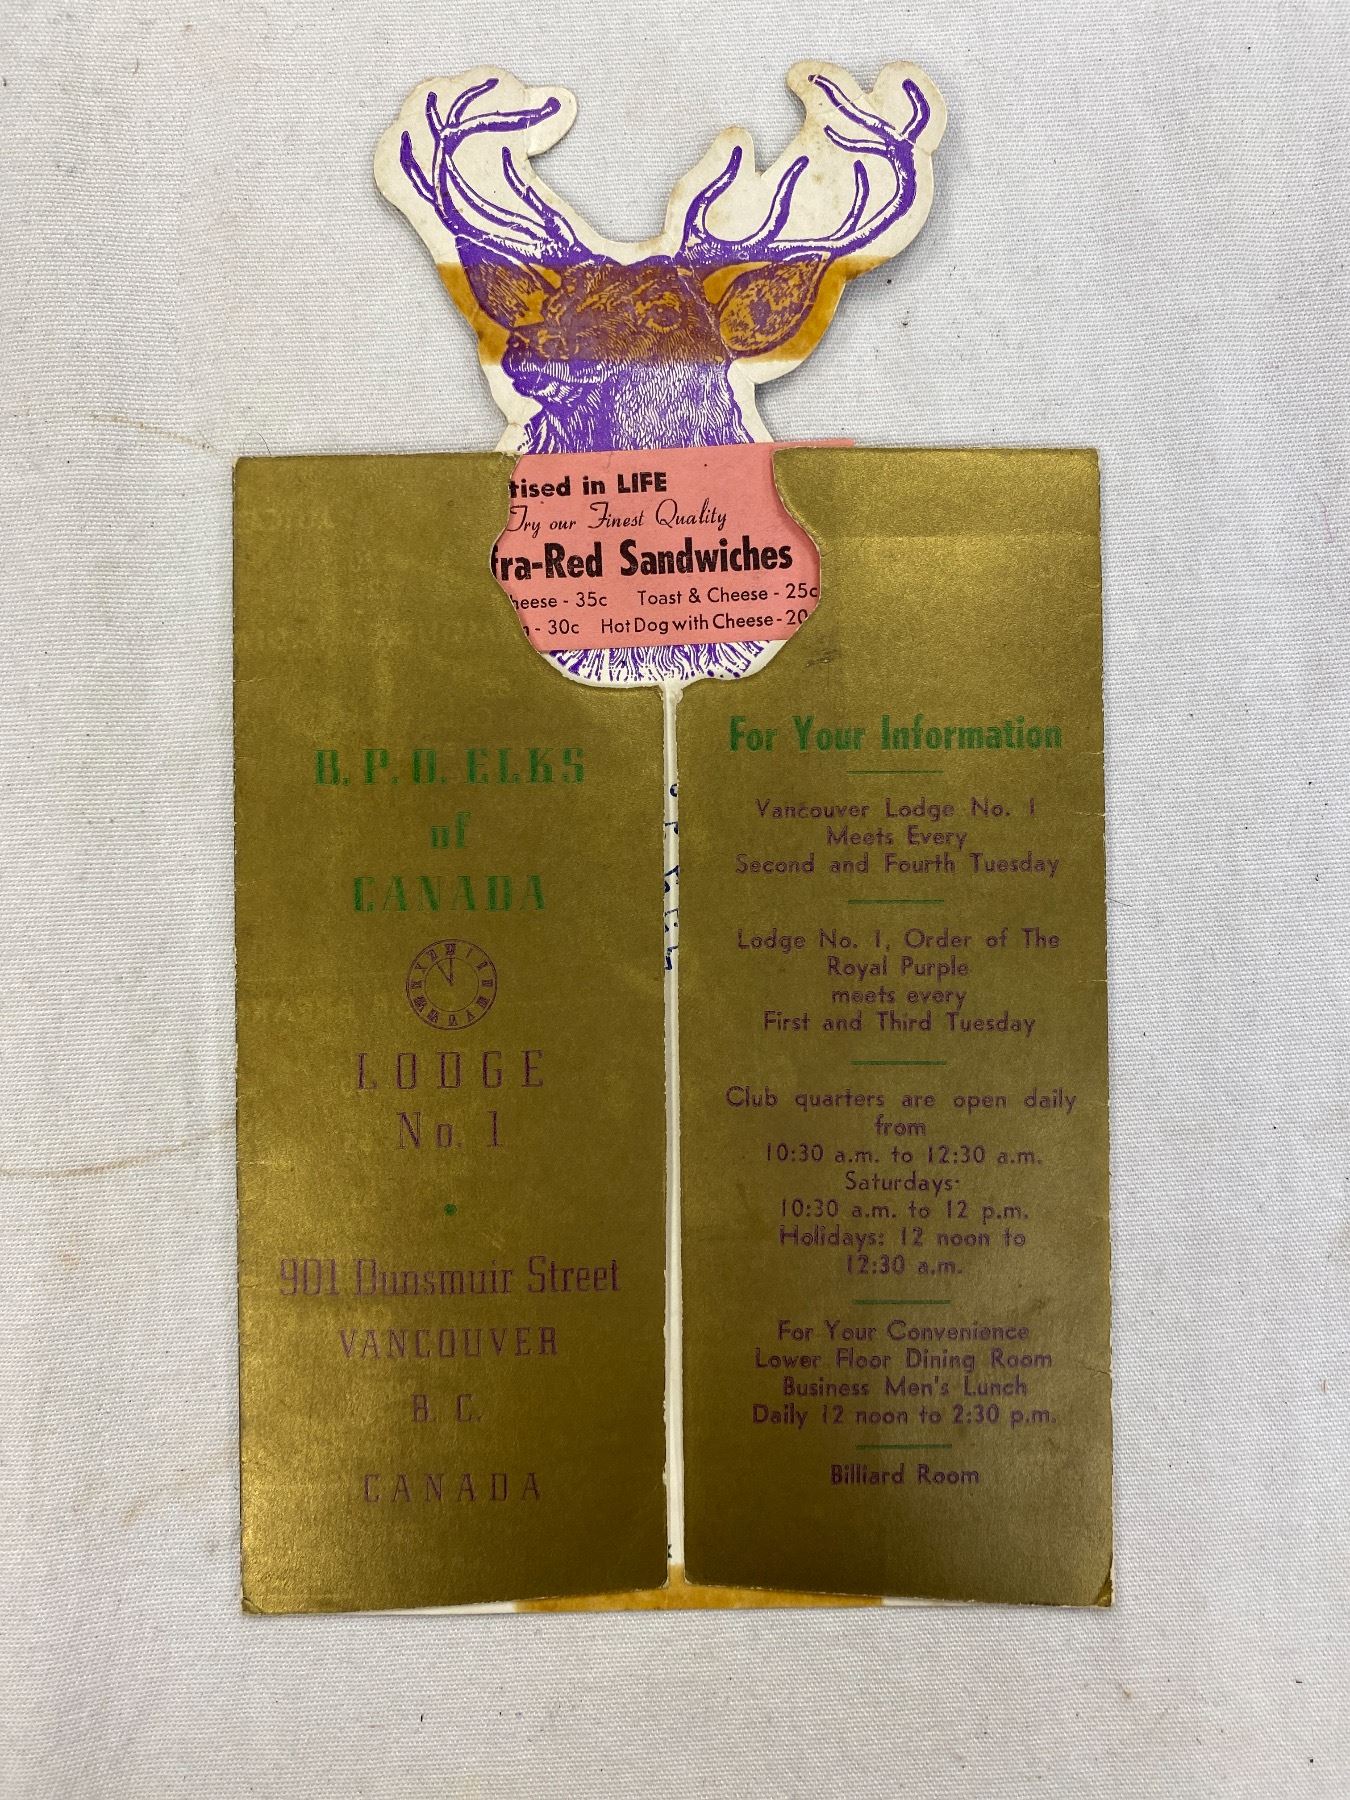 tised in LIFE
Try our Finest Quality
fra-Red Sandwiches
heese - 35c Toast & Cheese - 25c
- 30c Hot Dog with Cheese - 20
B. P. O. ELKS
of
CANADA
LODGE
No. 1
901 Dunsmuir Street
VANCOUVER
B. C.
CANADA
For Your Information
Vancouver Lodge No. 1
Meets Every
Second and Fourth Tuesday
Lodge No. 1, Order of The
Royal Purple
meets every
First and Third Tuesday
Club quarters are open daily
from
10:30 a.m. to 12:30 a.m.
Saturdays:
10:30 a.m. to 12 p.m.
Holidays: 12 noon to
12:30 a.m.
For Your Convenience
Lower Floor Dining Room
Business Men's Lunch
Daily 12 noon to 2:30 p.m.
Billiard Room